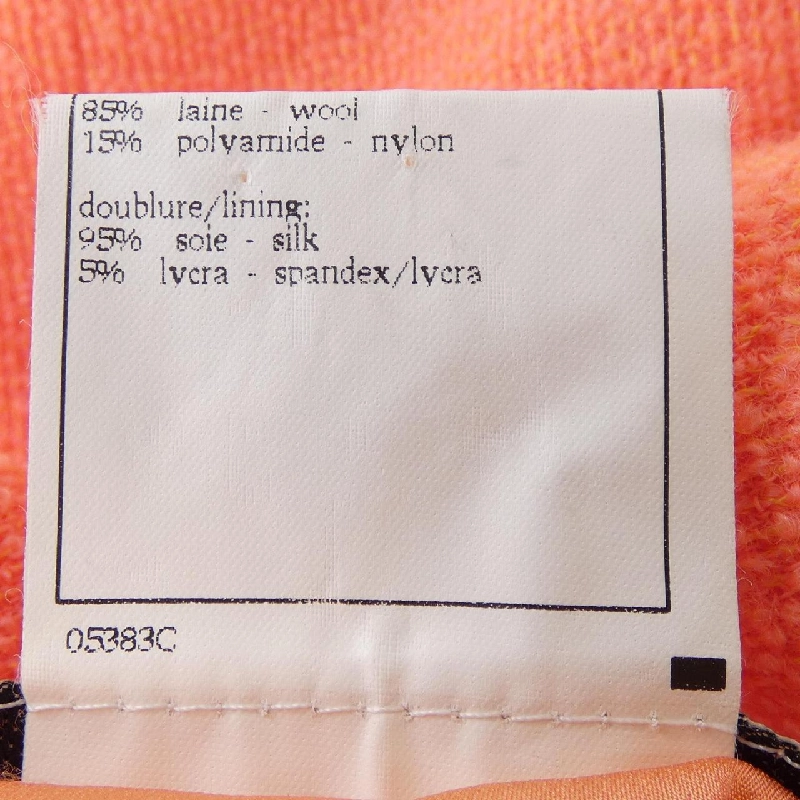 85% laine - wool
15% polyamide - nylon
doublure/lining:
95% soie - silk
5% lycra - spandex/lycra
05383C